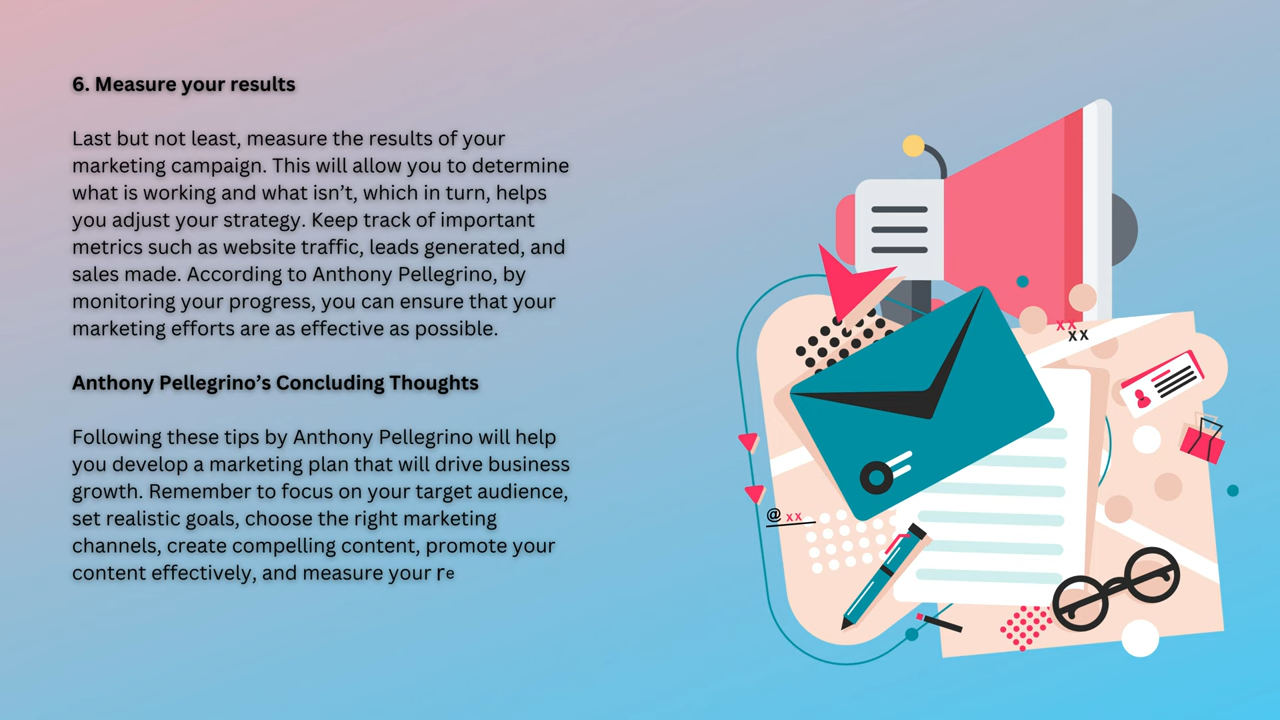 6. Measure your results
Last but not least, measure the results of your
marketing campaign. This will allow you to determine
what is working and what isn’t, which in turn, helps
you adjust your strategy. Keep track of important
metrics such as website traffic, leads generated, and
sales made. According to Anthony Pellegrino, by
monitoring your progress, you can ensure that your
marketing efforts are as effective as possible.
Anthony Pellegrino’s Concluding Thoughts
Following these tips by Anthony Pellegrino will help
you develop a marketing plan that will drive business
growth. Remember to focus on your target audience,
set realistic goals, choose the right marketing
channels, create compelling content, promote your
content effectively, and measure your re
xx
xx
@ xx